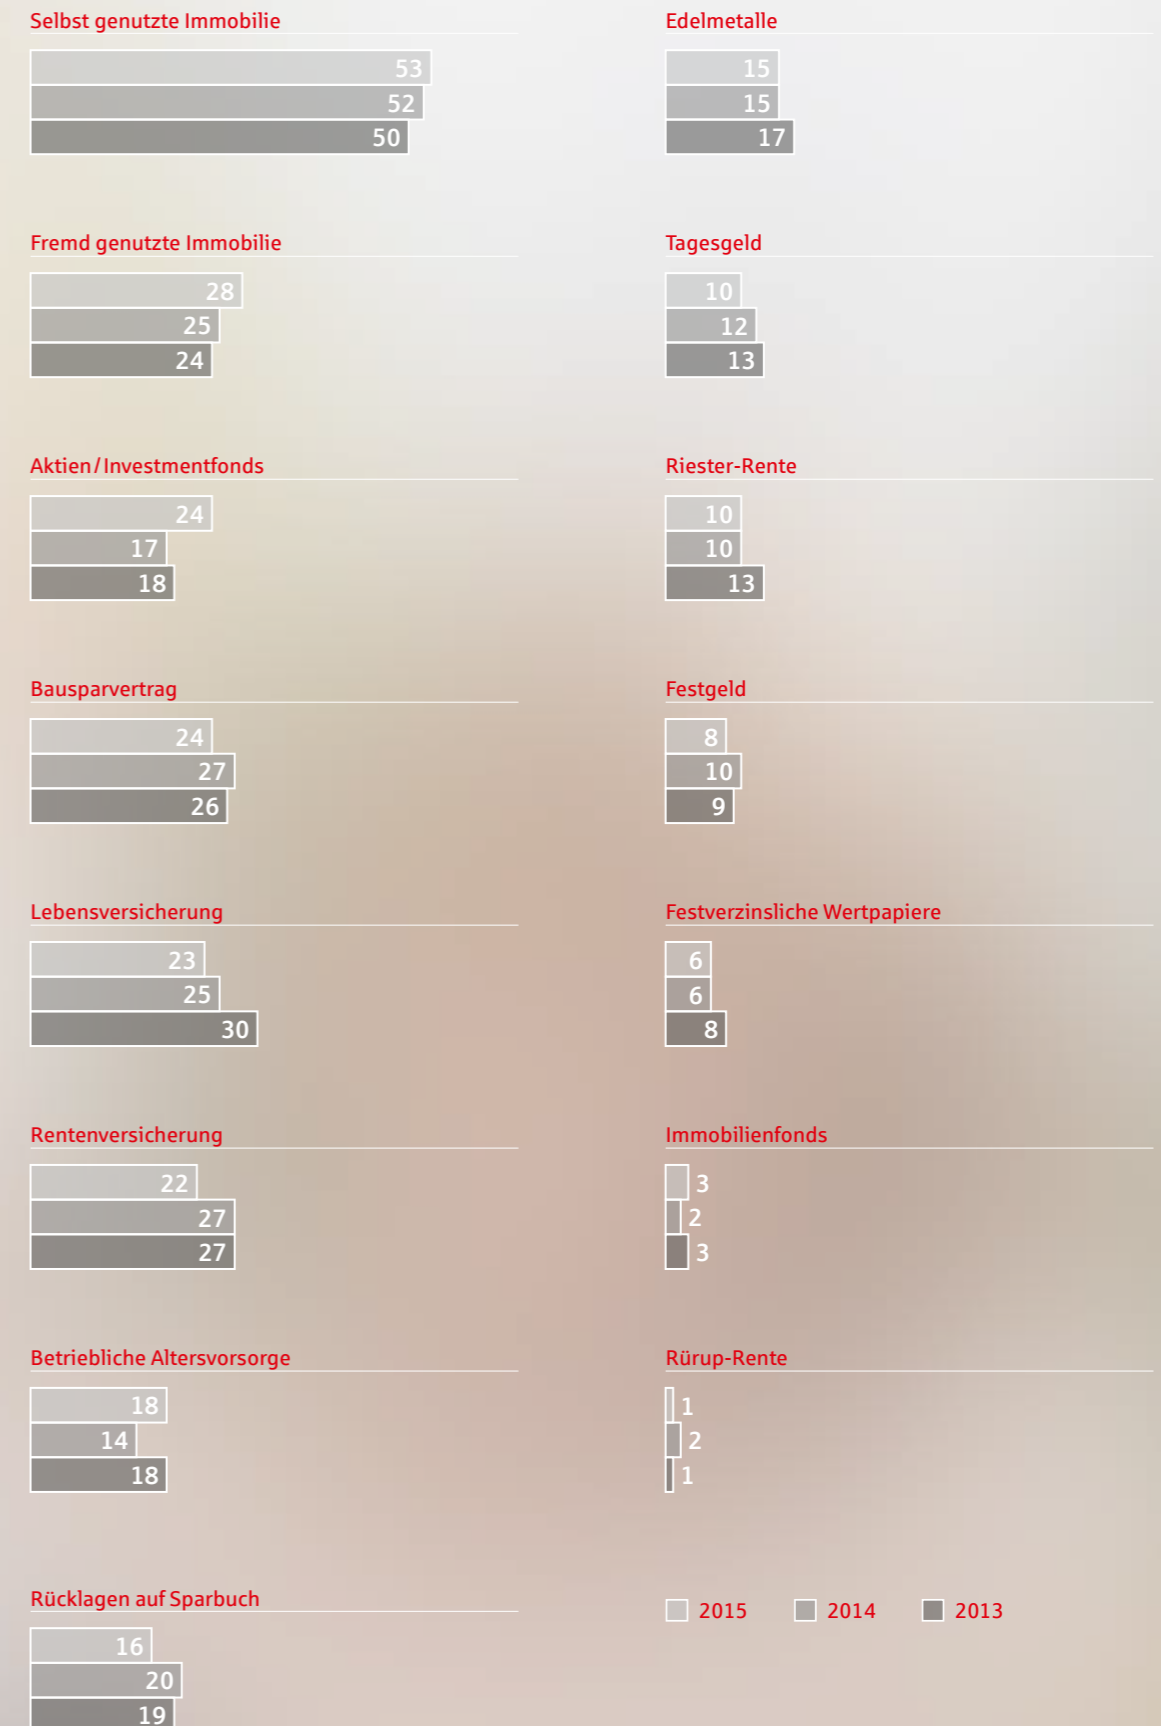 Selbst genutzte Immobilie
53
52
50
Fremd genutzte Immobilie
28
25
24
Aktien/Investmentfonds
24
17
18
Bausparvertrag
24
27
26
Lebensversicherung
23
25
30
Rentenversicherung
22
27
27
Betriebliche Altersvorsorge
18
14
18
Rücklagen auf Sparbuch
16
20
19
Edelmetalle
15
15
17
Tagesgeld
10
12
13
Riester-Rente
10
10
13
Festgeld
8
10
9
Festverzinsliche Wertpapiere
6
6
8
Immobilienfonds
3
2
3
Rürup-Rente
1
2
1
2015 2014 2013